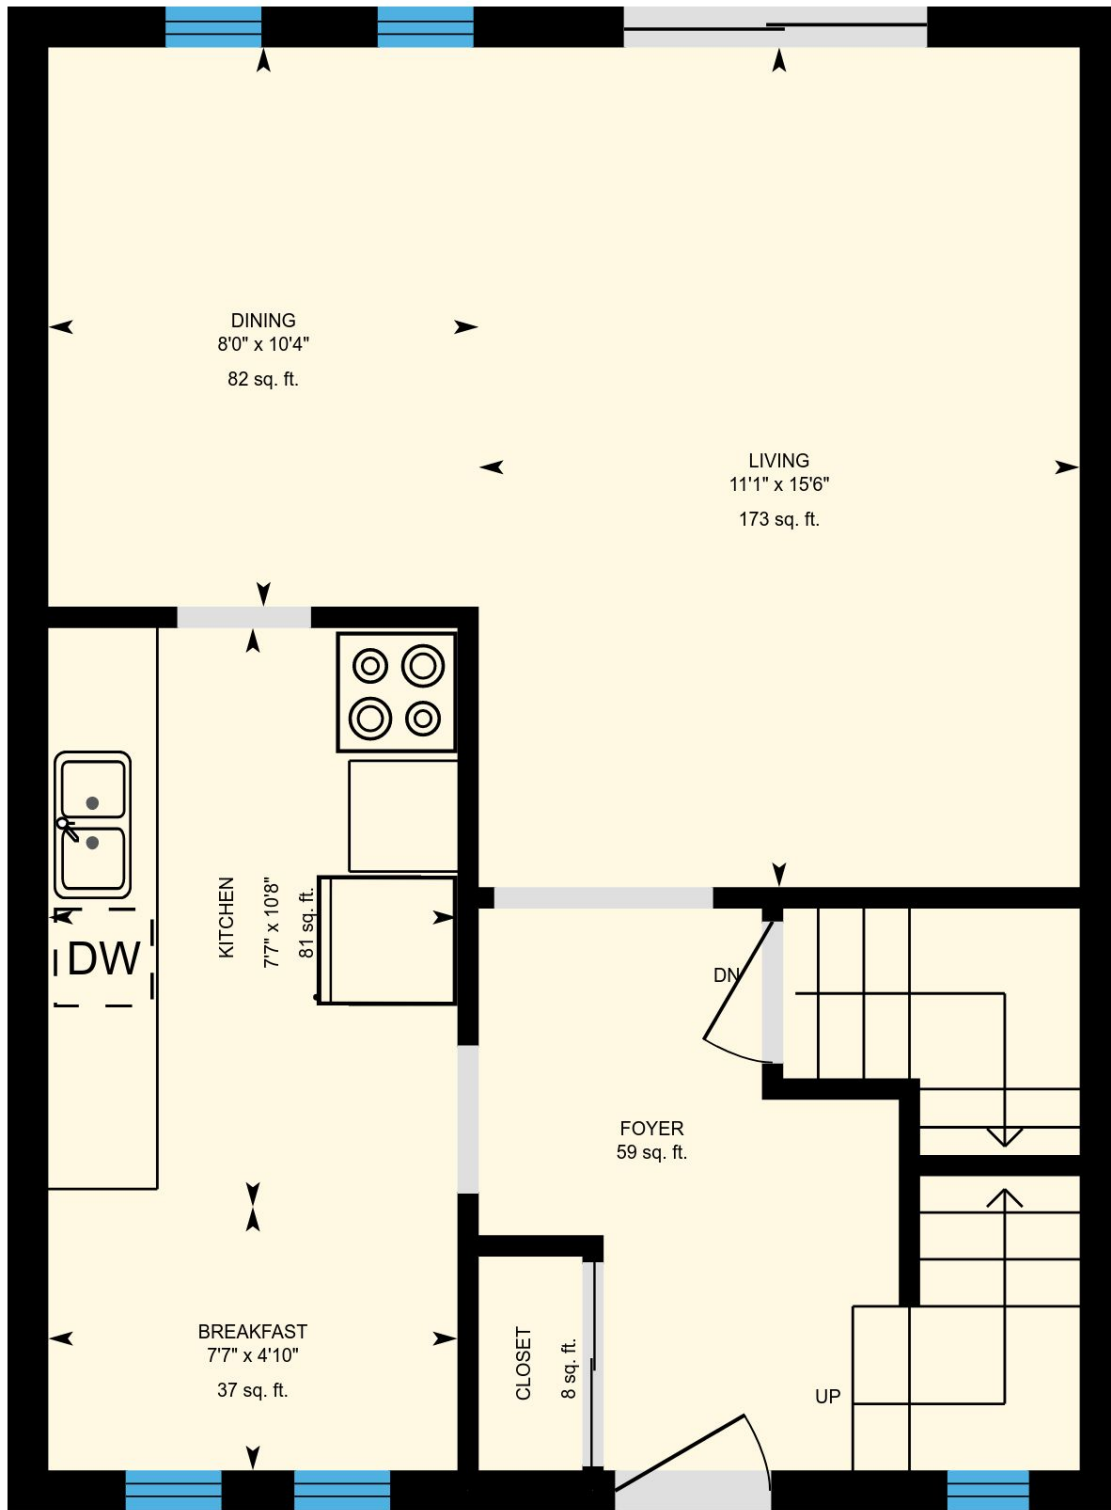 DINING
8'0" x 10'4"
82 sq. ft.
LIVING
11'1" x 15'6"
173 sq. ft.
KITCHEN
7'7" x 10'8"
81 sq. ft.
DW
DN
FOYER
59 sq. ft.
BREAKFAST
7'7" x 4'10"
37 sq. ft.
CLOSET
8 sq. ft.
UP